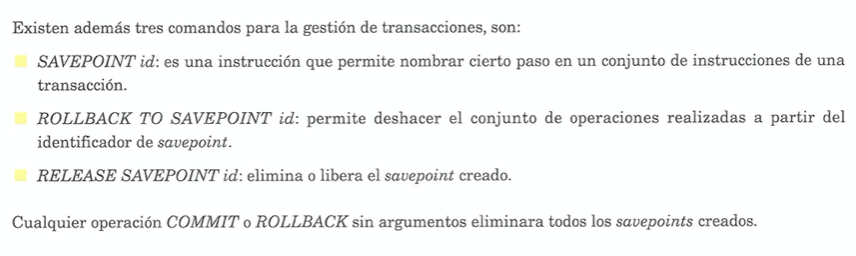 Existen además tres comandos para la gestión de transacciones, son:
SAVEPOINT id: es una instrucción que permite nombrar cierto paso en un conjunto de instrucciones de una
transacción.
ROLLBACK TO SAVEPOINT id: permite deshacer el conjunto de operaciones realizadas a partir del
identificador de savepoint.
RELEASE SAVEPOINT id: elimina o libera el savepoint creado.
Cualquier operación COMMIT o ROLLBACK sin argumentos eliminara todos los savepoints creados.